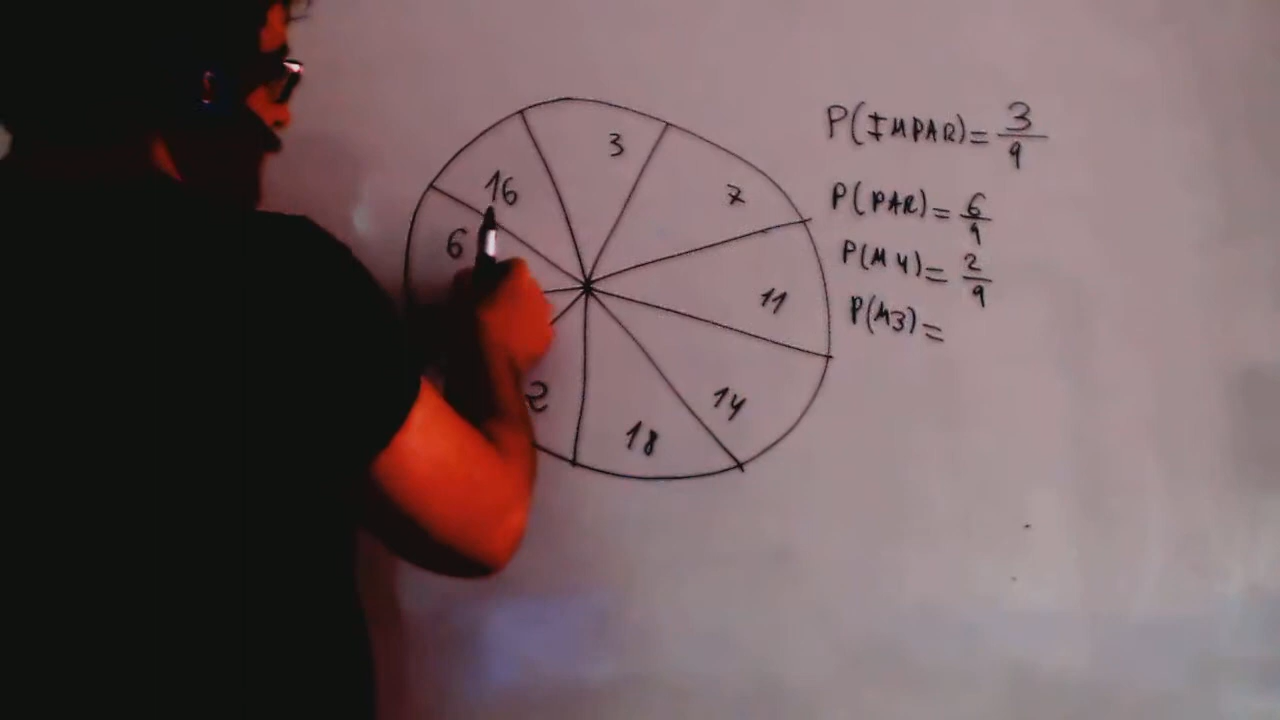 3
16
7
6
11
2
14
18
P(IMPAR)= 3/9
P(PAR)= 6/9
P(M4)= 2/9
P(M3)=